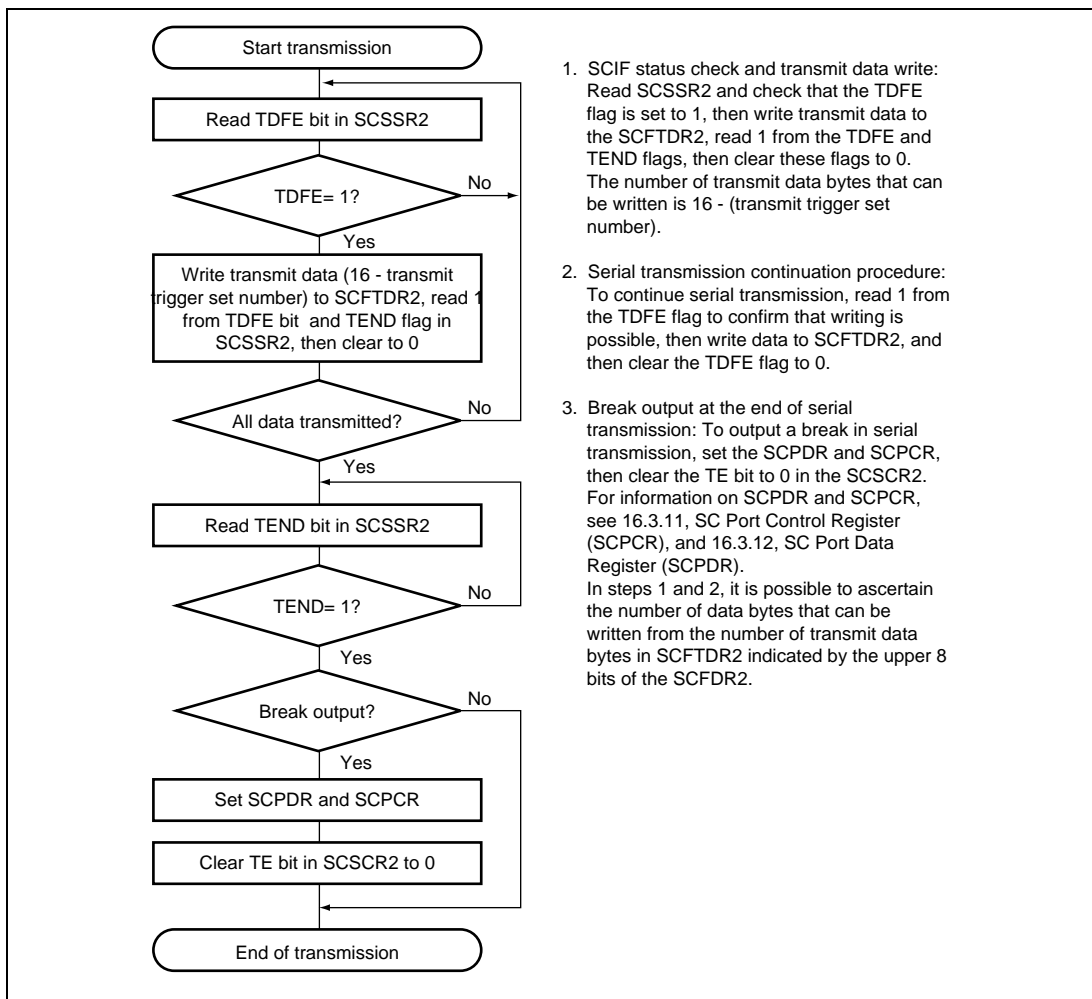 Start transmission
Read TDFE bit in SCSSR2
TDFE= 1?
No
Yes
Write transmit data (16 - transmit
trigger set number) to SCFTDR2, read 1
from TDFE bit  and TEND flag in
SCSSR2, then clear to 0
All data transmitted?
No
Yes
Read TEND bit in SCSSR2
TEND= 1?
No
Yes
Break output?
No
Yes
Set SCPDR and SCPCR
Clear TE bit in SCSCR2 to 0
End of transmission
1. SCIF status check and transmit data write:
Read SCSSR2 and check that the TDFE
flag is set to 1, then write transmit data to
the SCFTDR2, read 1 from the TDFE and
TEND flags, then clear these flags to 0.
The number of transmit data bytes that can
be written is 16 - (transmit trigger set
number).
2. Serial transmission continuation procedure:
To continue serial transmission, read 1 from
the TDFE flag to confirm that writing is
possible, then write data to SCFTDR2, and
then clear the TDFE flag to 0.
3. Break output at the end of serial
transmission: To output a break in serial
transmission, set the SCPDR and SCPCR,
then clear the TE bit to 0 in the SCSCR2.
For information on SCPDR and SCPCR,
see 16.3.11, SC Port Control Register
(SCPCR), and 16.3.12, SC Port Data
Register (SCPDR).
In steps 1 and 2, it is possible to ascertain
the number of data bytes that can be
written from the number of transmit data
bytes in SCFTDR2 indicated by the upper 8
bits of the SCFDR2.